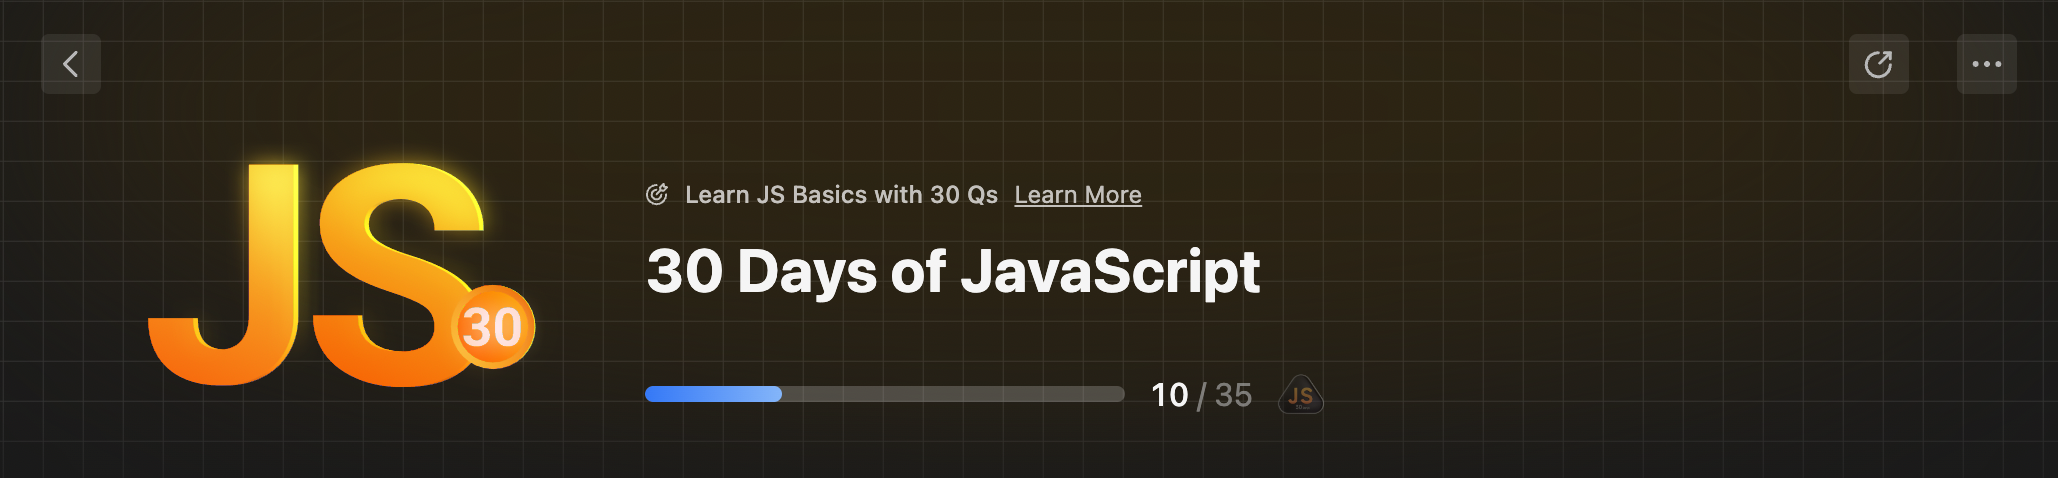 JS
30
Learn JS Basics with 30 Qs Learn More
30 Days of JavaScript
10 / 35
JS